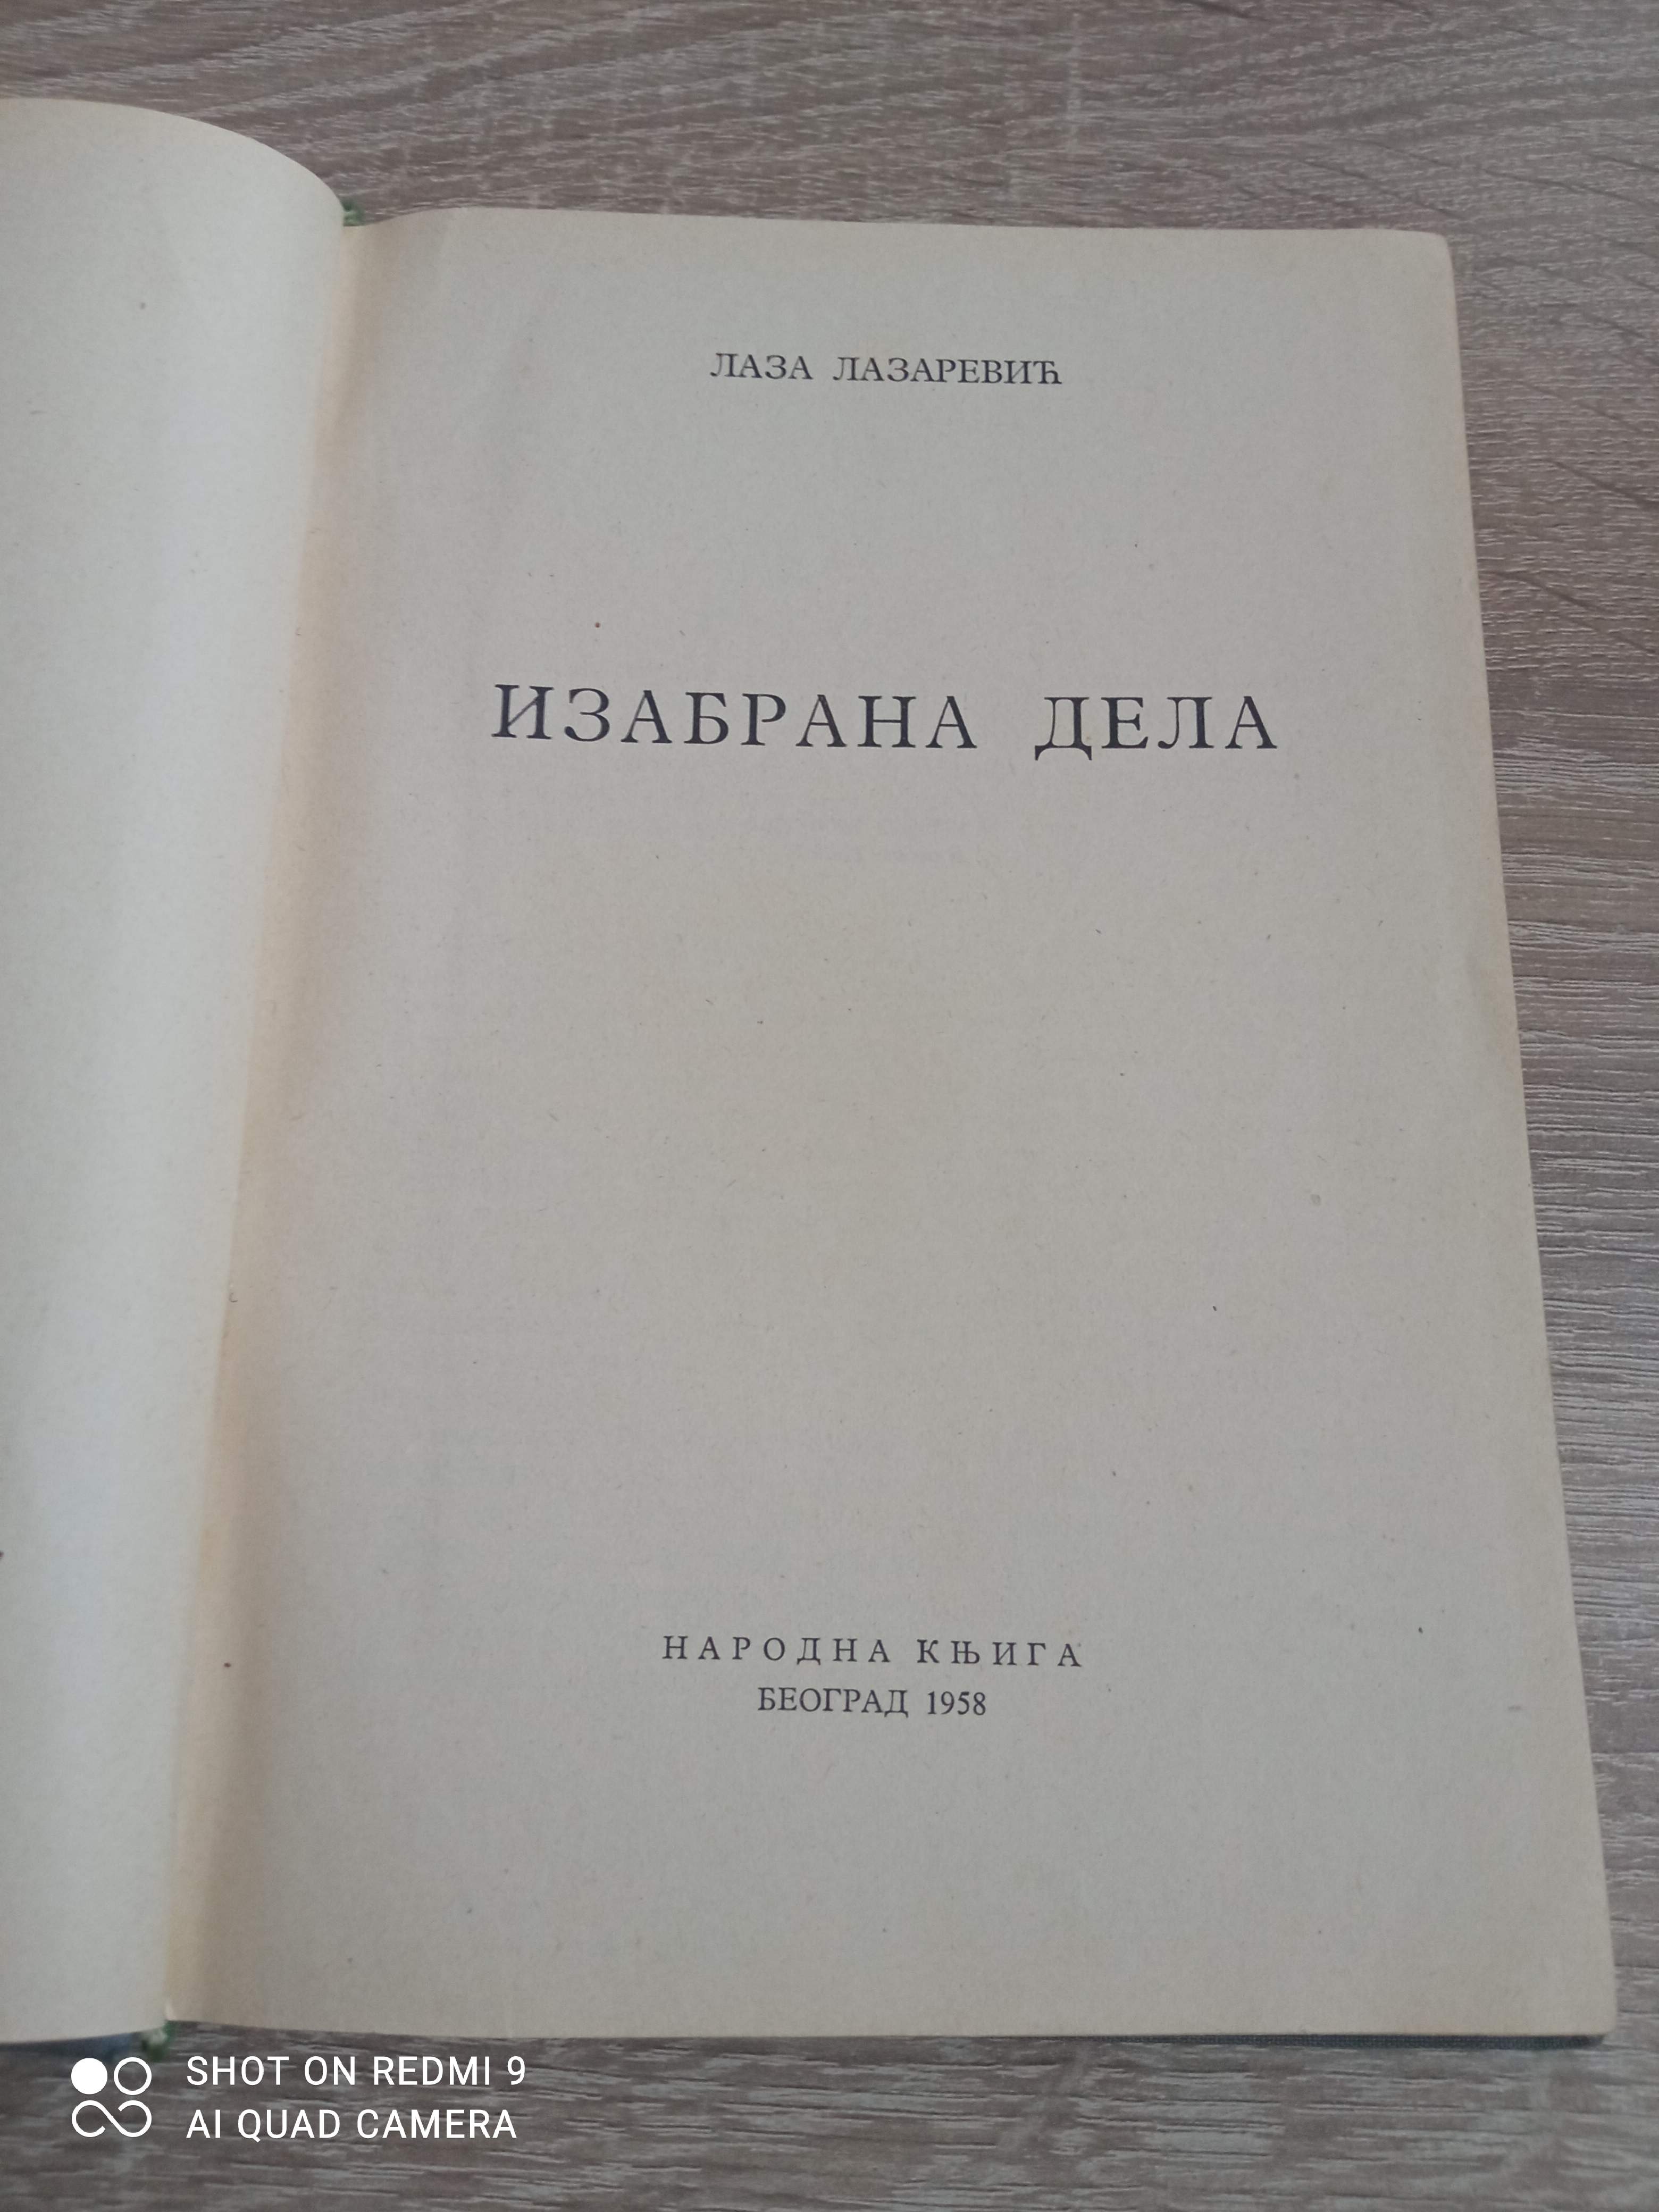 ЛАЗА ЛАЗАРЕВИЋ
ИЗАБРАНА ДЕЛА
НАРОДНА КЊИГА
БЕОГРАД 1958
SHOT ON REDMI 9
AI QUAD CAMERA